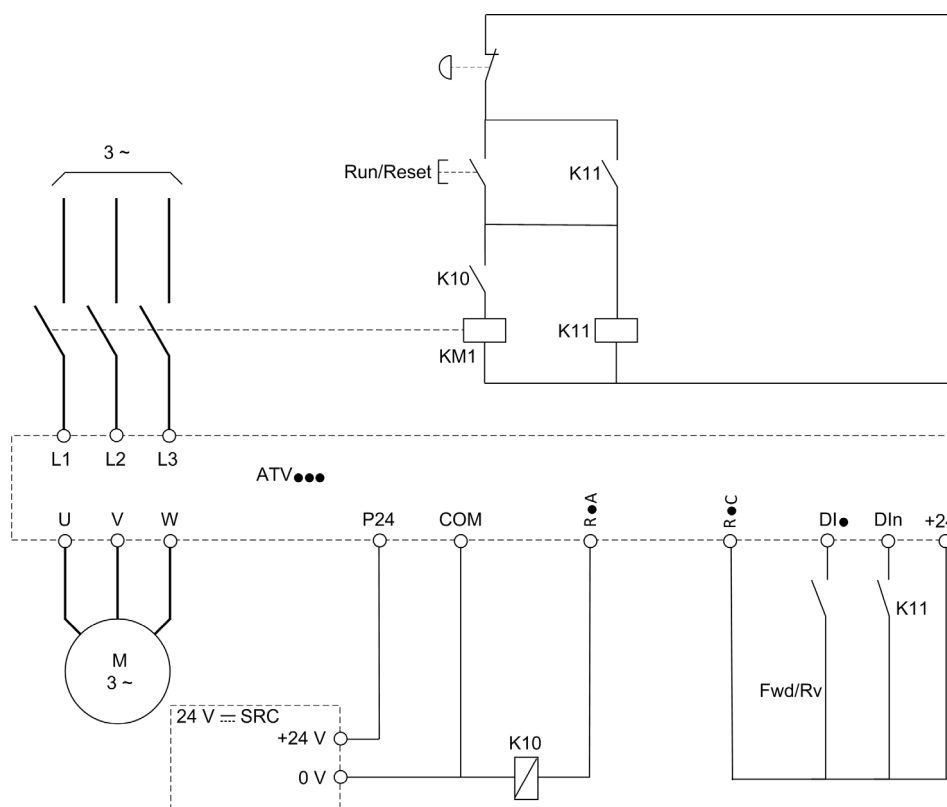 3 ~
Run/Reset
K11
K10
KM1
K11
L1 L2 L3
ATV●●●
U V W
P24 COM R●A R●C DI● DIn +24
K11
M
3 ~
Fwd/Rv
24 V ⎓ SRC
+24 V
K10
0 V